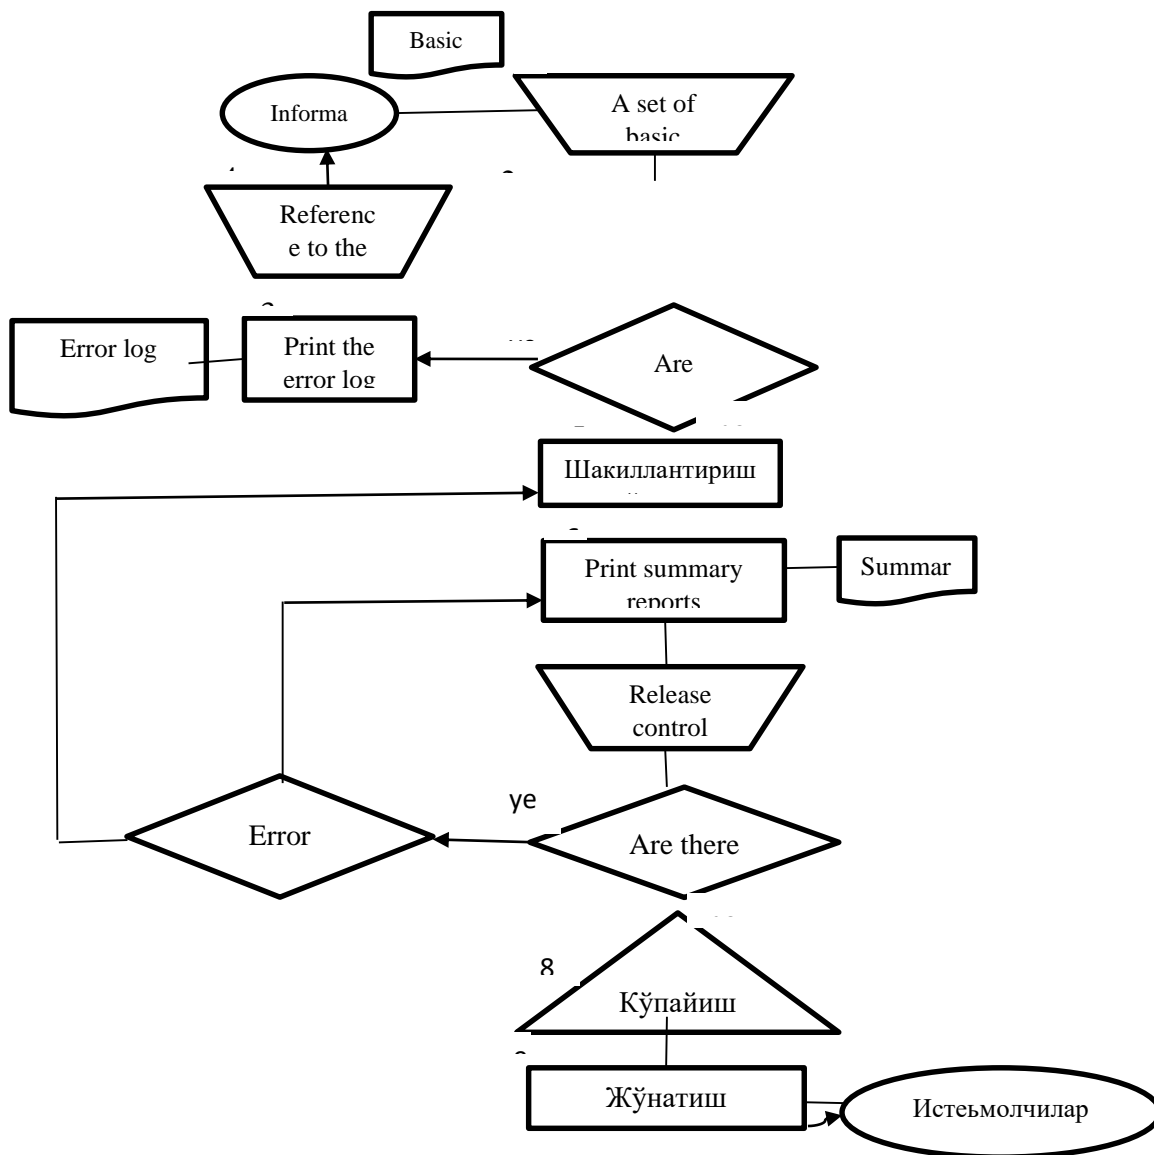 Basic
Informa
A set of
basic
Referenc
e to the
Error log
Print the
error log
Are
Шакиллантириш
Print summary
reports
Summar
Release
control
ye
Error
Are there
8
Кўпайиш
Жўнатиш
Истеьмолчилар